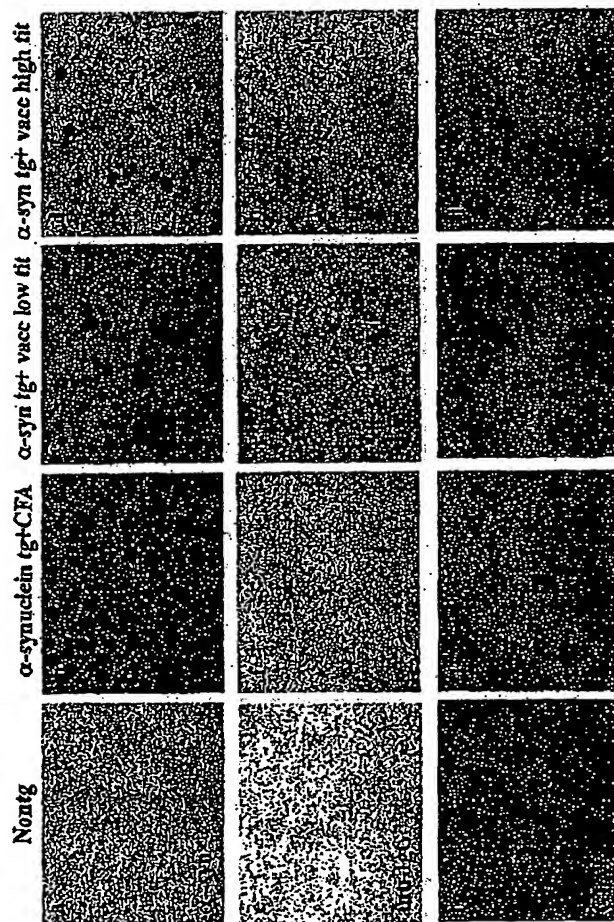 Nontg
α-synuclein tg+CFA
α-syn tg+ vacc low tit
α-syn tg+ vacc high tit